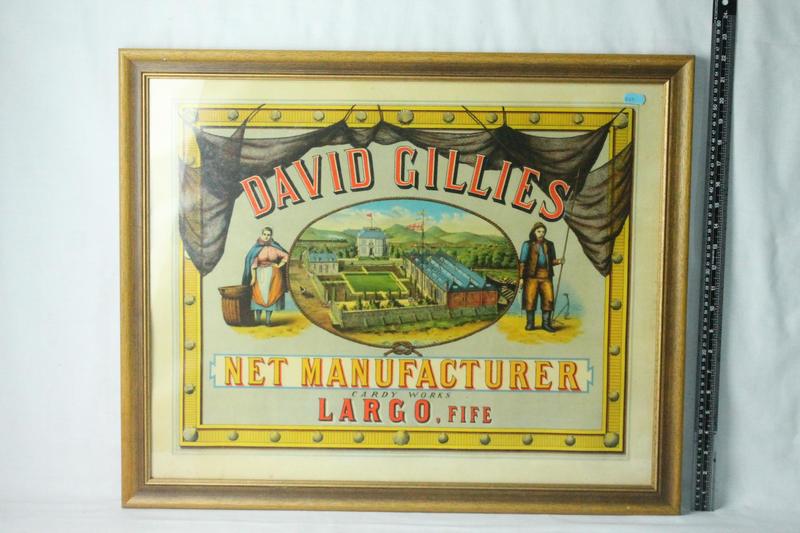 DAVID GILLIES
NET MANUFACTURER
CARDY WORKS
LARGO, FIFE